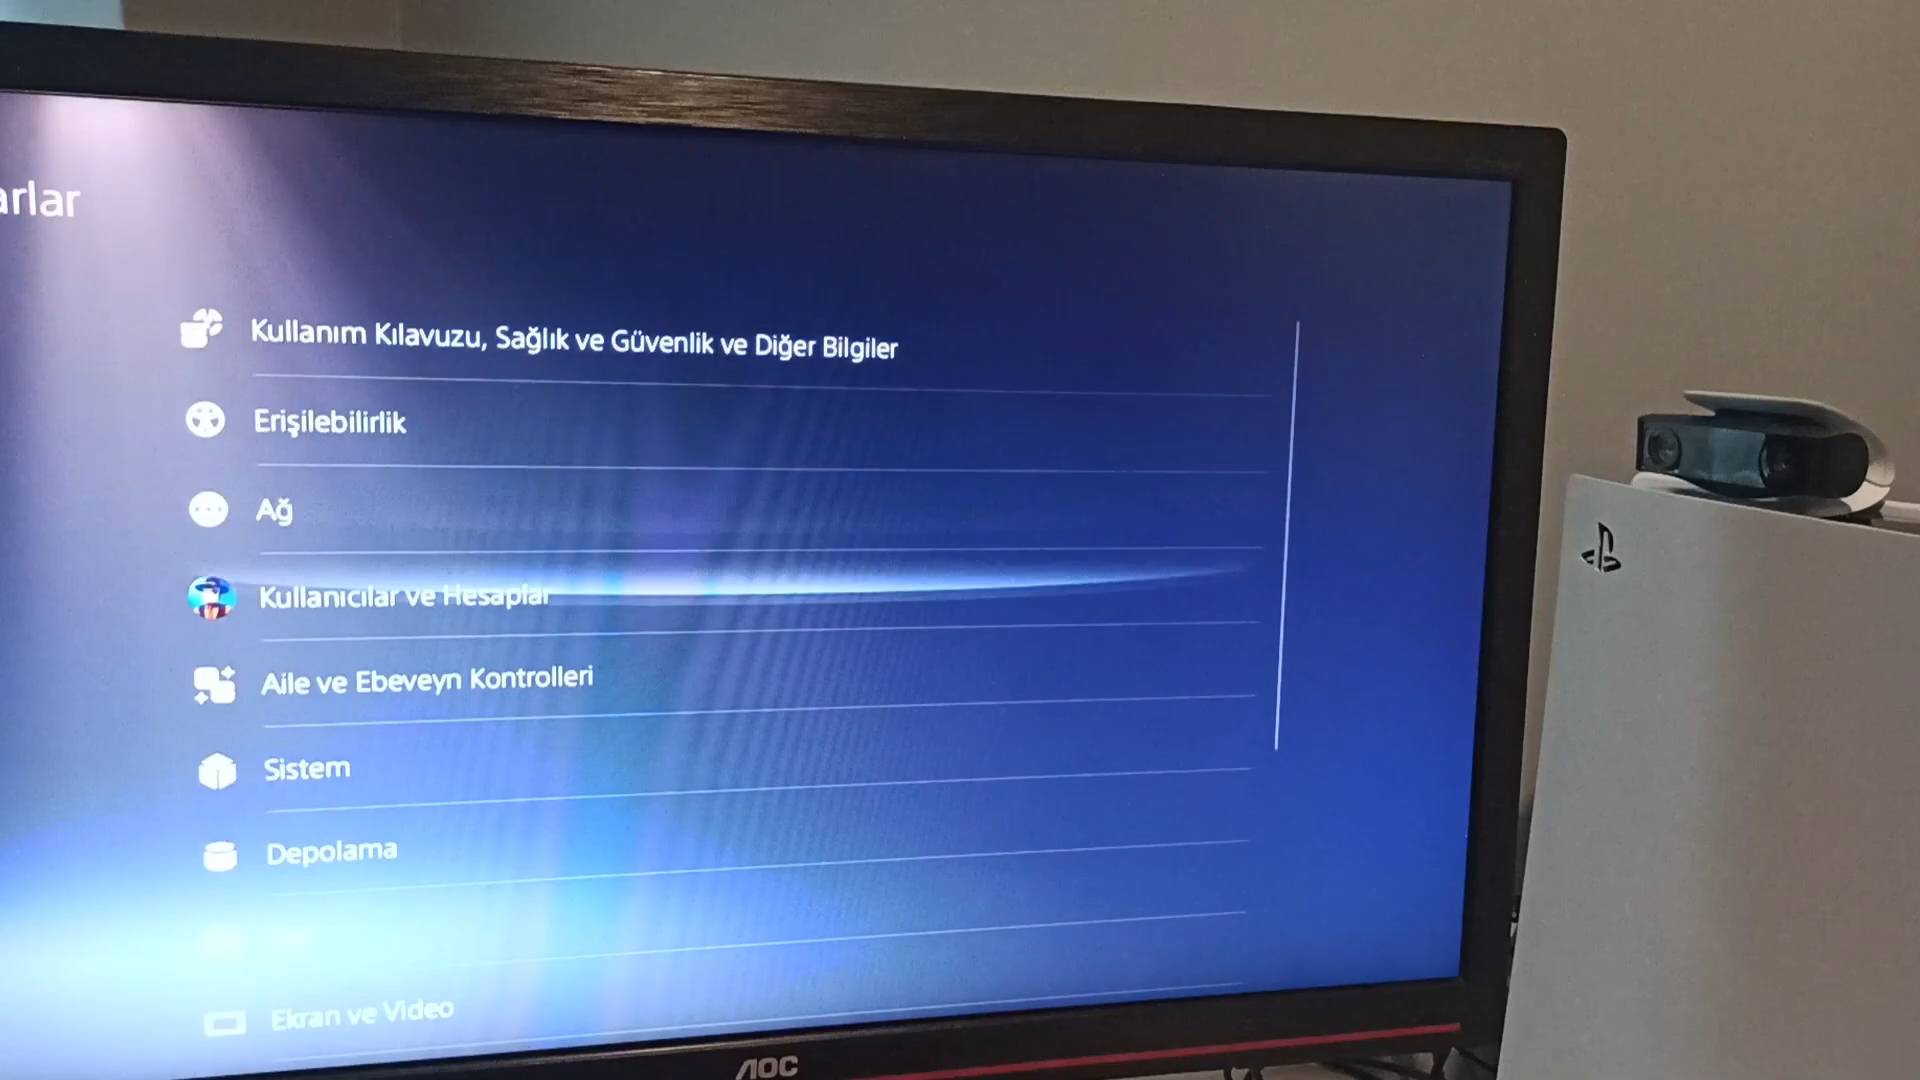 arlar
Kullanım Kılavuzu, Sağlık ve Güvenlik ve Diğer Bilgiler
Erişilebilirlik
Ağ
Kullanıcılar ve Hesaplar
Aile ve Ebeveyn Kontrolleri
Sistem
Depolama
Ekran ve Video
AOC